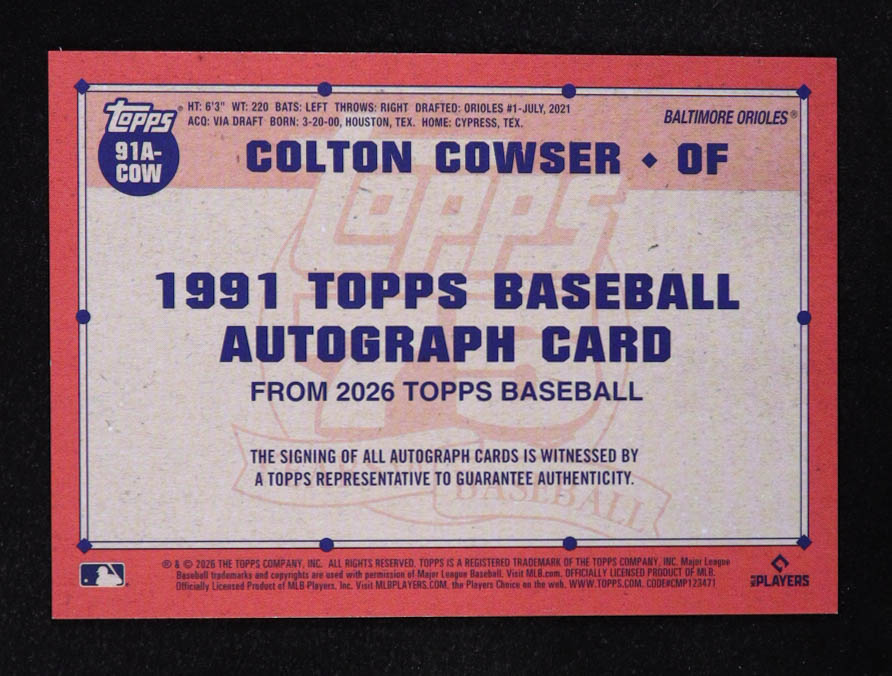 Topps®
91A-
COW
HT: 6'3" WT: 220 BATS: LEFT THROWS: RIGHT DRAFTED: ORIOLES #1-JULY, 2021
ACQ: VIA DRAFT BORN: 3-20-00, HOUSTON, TEX. HOME: CYPRESS, TEX.
BALTIMORE ORIOLES®
COLTON COWSER ◆ OF
Topps
75
1991 TOPPS BASEBALL
AUTOGRAPH CARD
FROM 2026 TOPPS BASEBALL
THE SIGNING OF ALL AUTOGRAPH CARDS IS WITNESSED BY
A TOPPS REPRESENTATIVE TO GUARANTEE AUTHENTICITY.
YEARS OF BASEBALL
® & © 2026 THE TOPPS COMPANY, INC. ALL RIGHTS RESERVED. TOPPS IS A REGISTERED TRADEMARK OF THE TOPPS COMPANY, INC. Major League
Baseball trademarks and copyrights are used with permission of Major League Baseball. Visit MLB.com. OFFICIALLY LICENSED PRODUCT OF MLB
Officially Licensed Product of MLB Players, Inc. Visit MLBPLAYERS.COM, the Players Choice on the web. WWW.TOPPS.COM. CODE#CMP123471
MLB PLAYERS